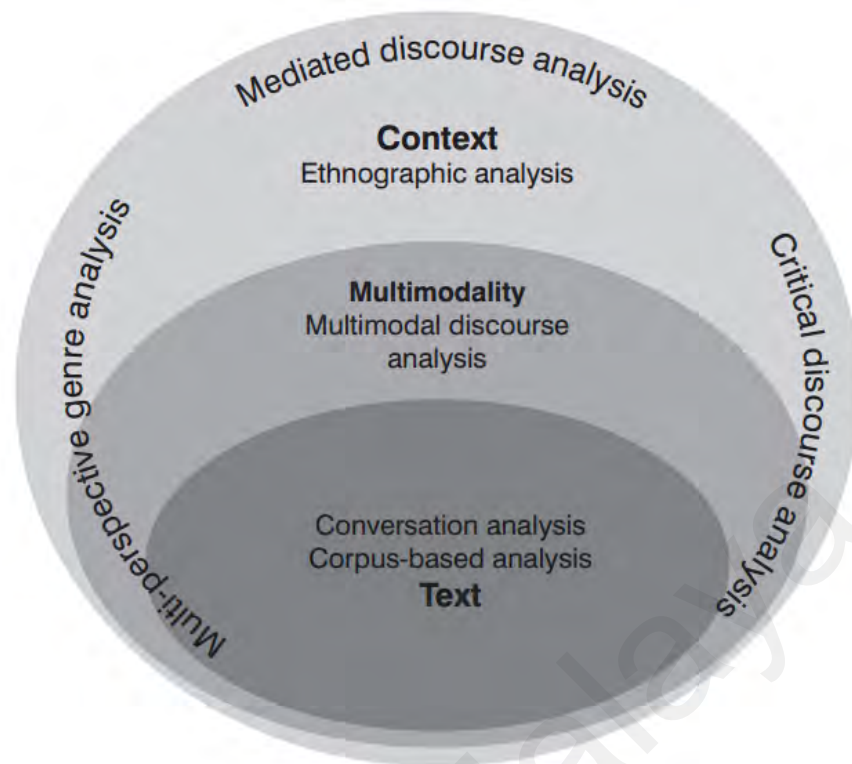 Mediated discourse analysis
Context
Ethnographic analysis
Multi-perspective genre analysis
Critical discourse analysis
Multimodality
Multimodal discourse
analysis
Conversation analysis
Corpus-based analysis
Text